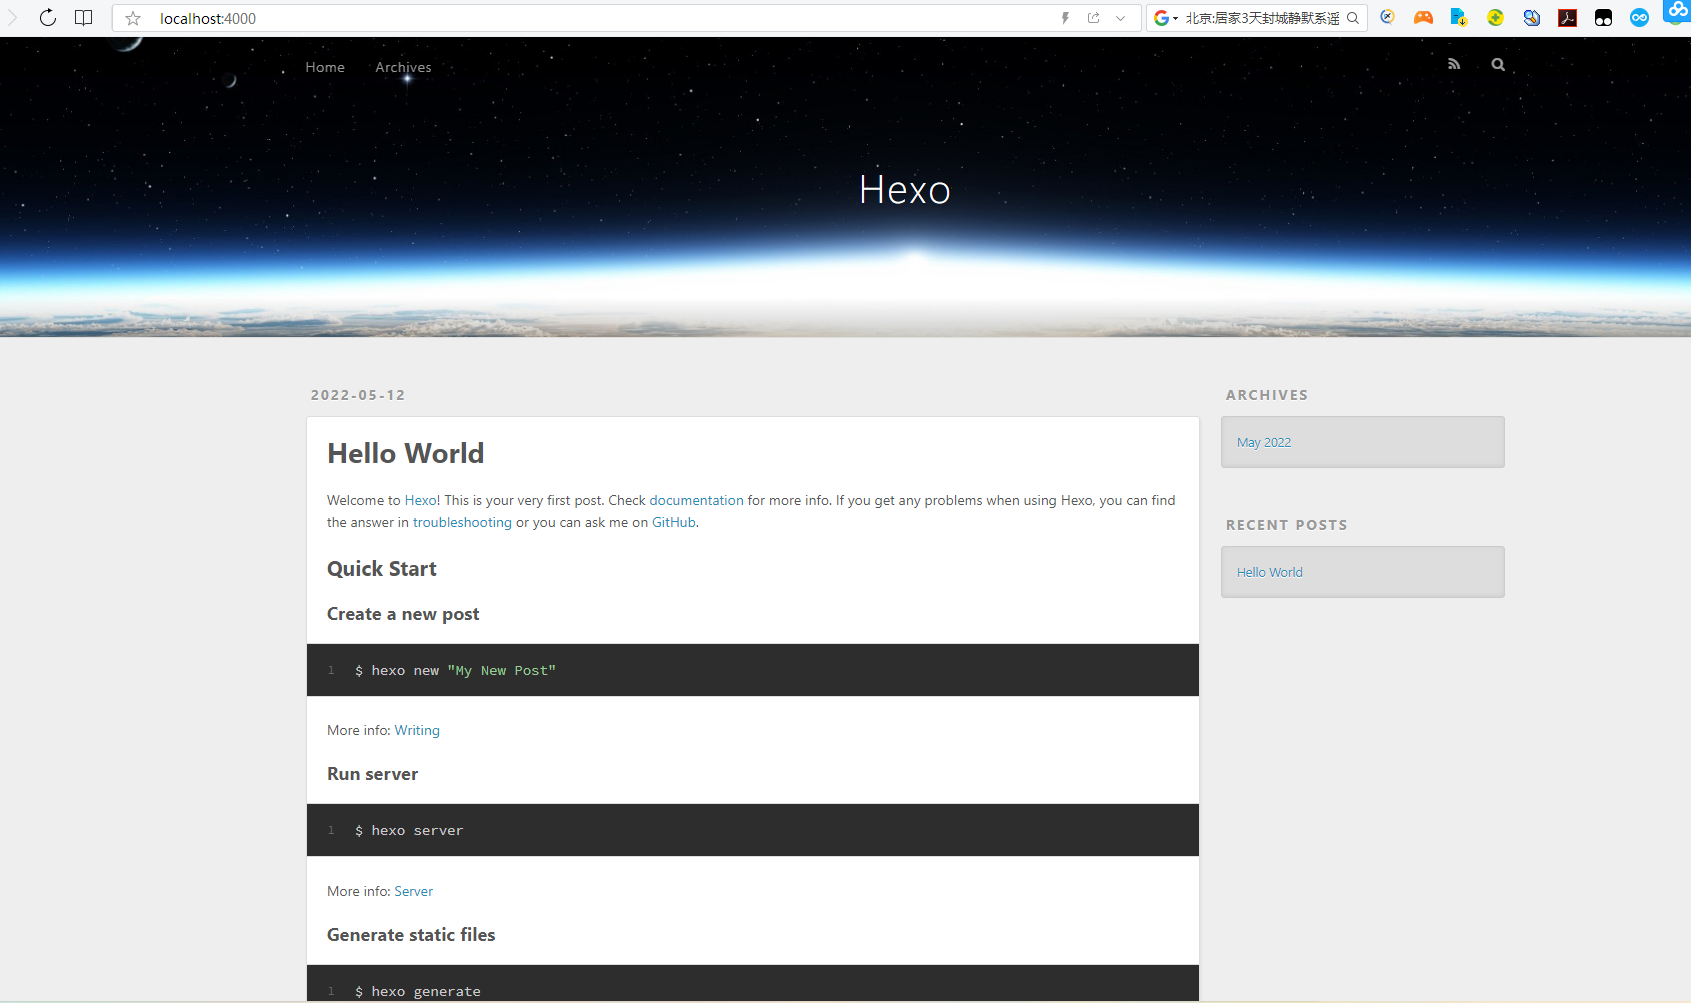 localhost:4000
北京:居家3天封城静默系谣
Home Archives
Hexo
2022-05-12
Hello World
Welcome to Hexo! This is your very first post. Check documentation for more info. If you get any problems when using Hexo, you can find
the answer in troubleshooting or you can ask me on GitHub.
Quick Start
Create a new post
1 $ hexo new "My New Post"
More info: Writing
Run server
1 $ hexo server
More info: Server
Generate static files
1 $ hexo generate
ARCHIVES
May 2022
RECENT POSTS
Hello World